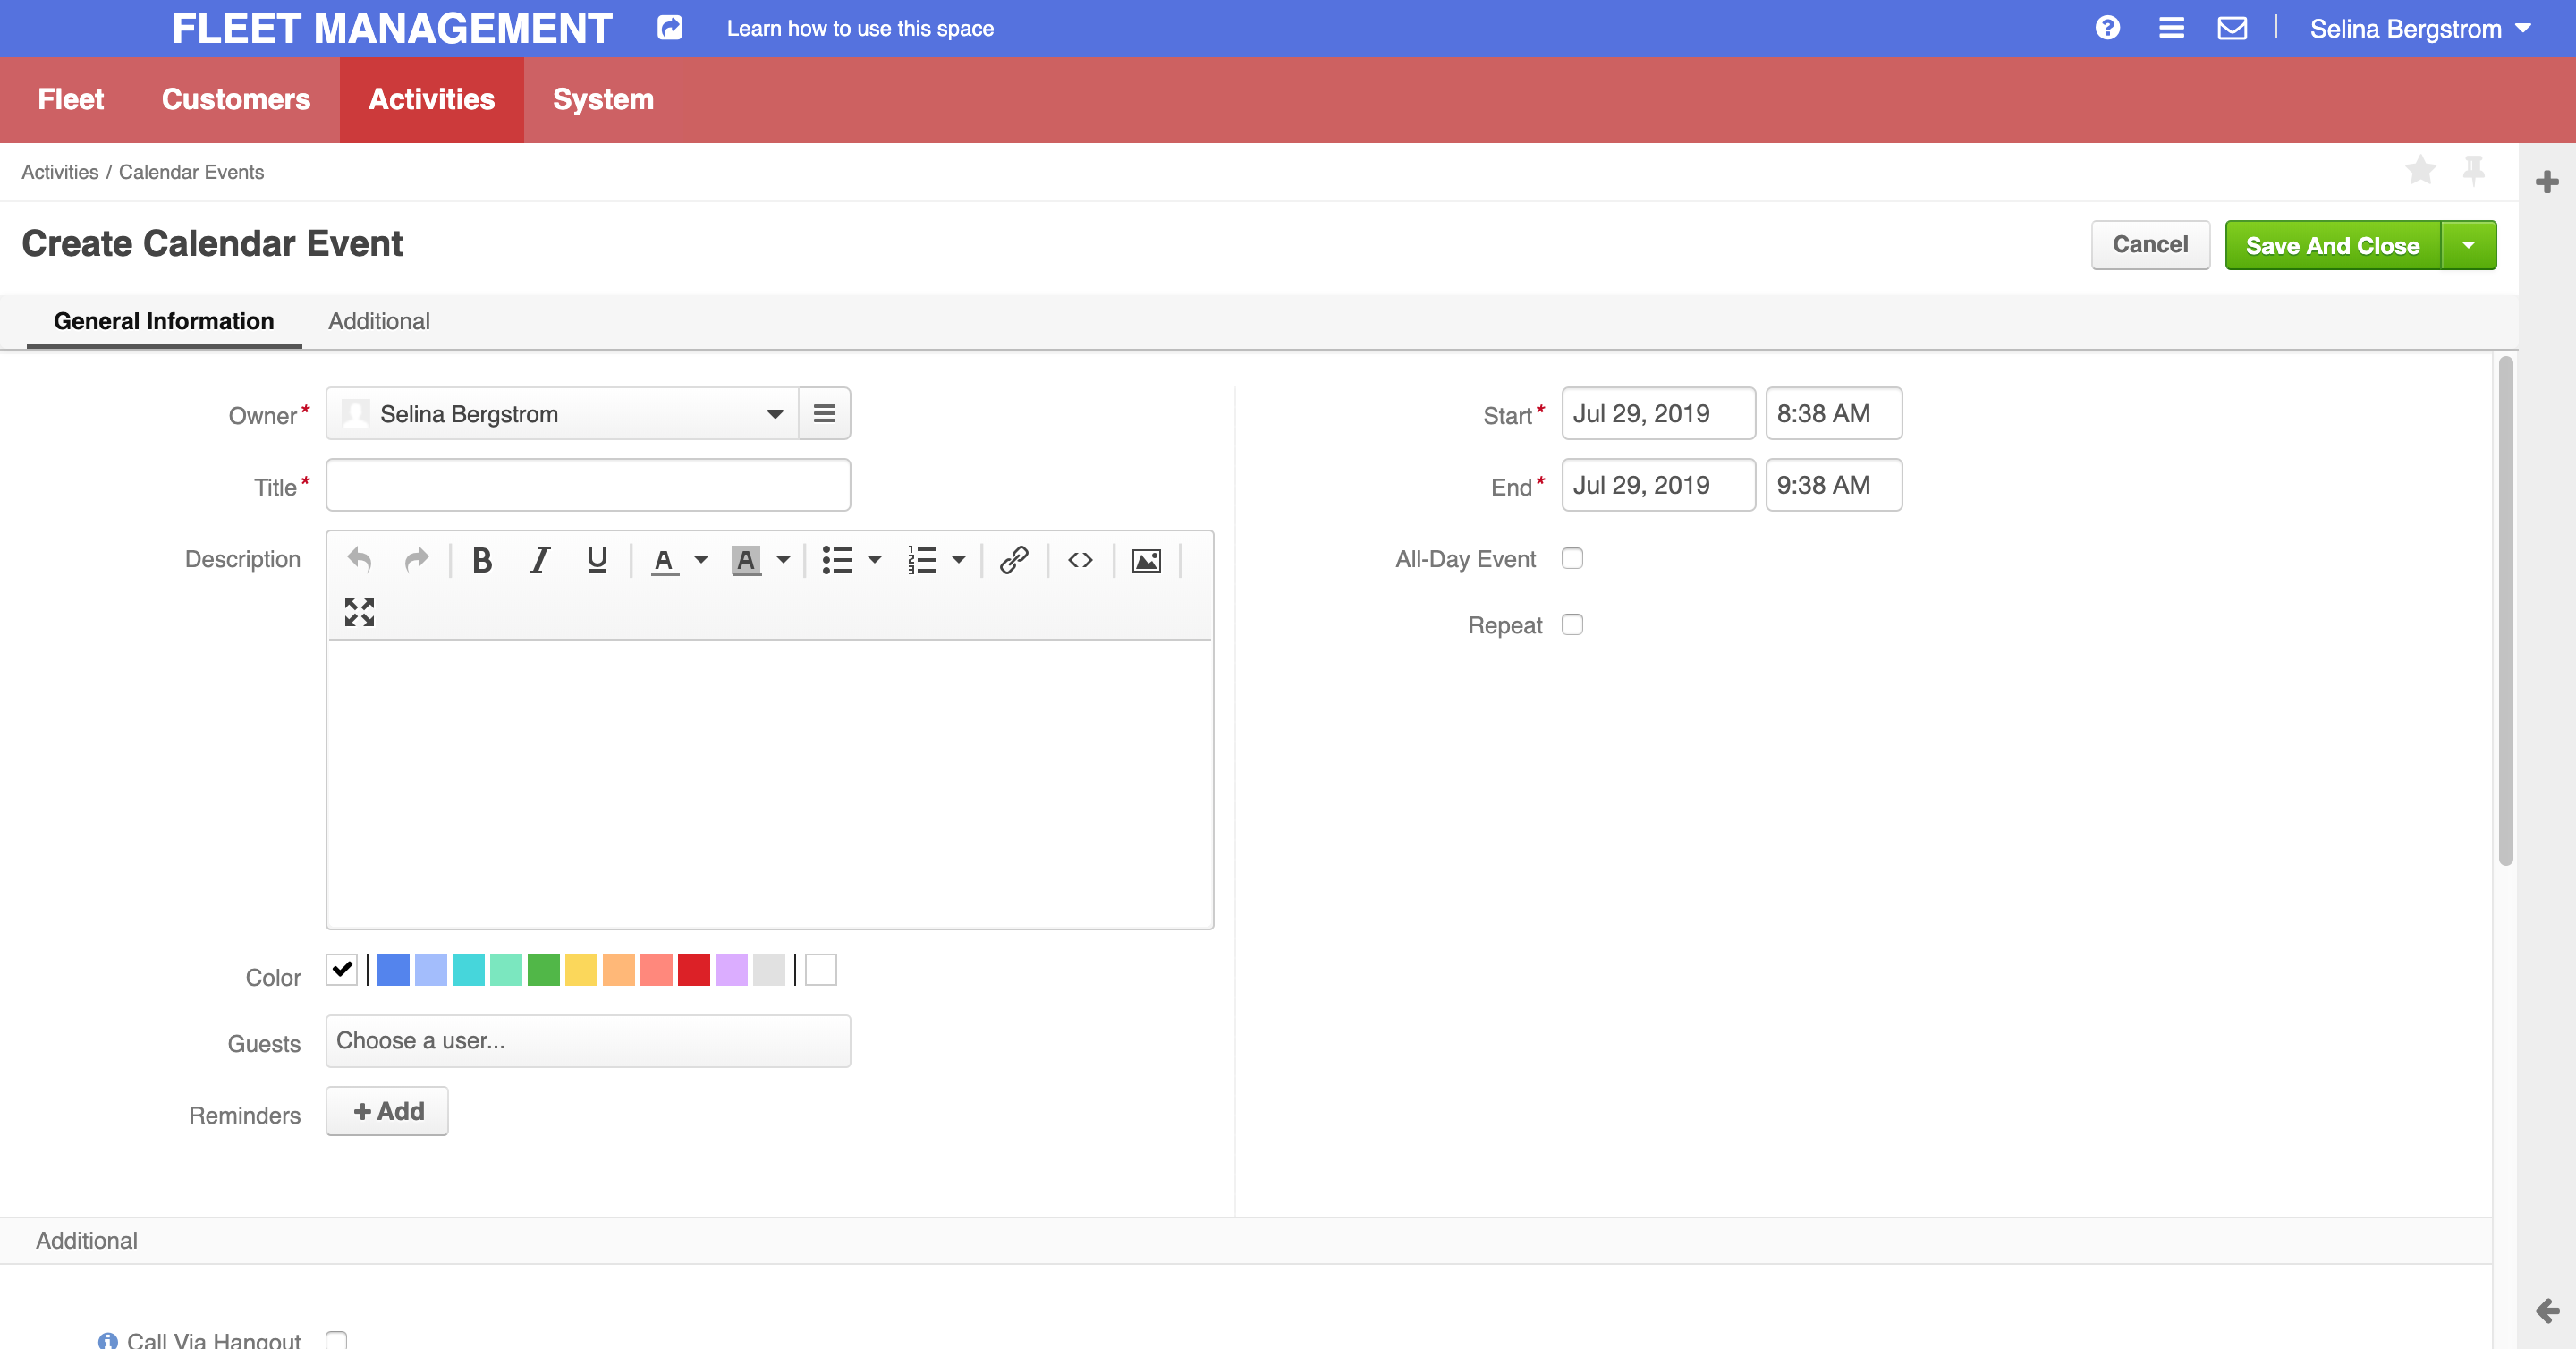 FLEET MANAGEMENT
Learn how to use this space
Selina Bergstrom
Fleet Customers Activities System
Activities / Calendar Events
Create Calendar Event
Cancel
Save And Close
General Information Additional
Owner*
Selina Bergstrom
Title*
Description
B I U A A
Color
Guests
Choose a user...
Reminders
+ Add
Start*
Jul 29, 2019
8:38 AM
End*
Jul 29, 2019
9:38 AM
All-Day Event
Repeat
Additional
Call Via Hangout